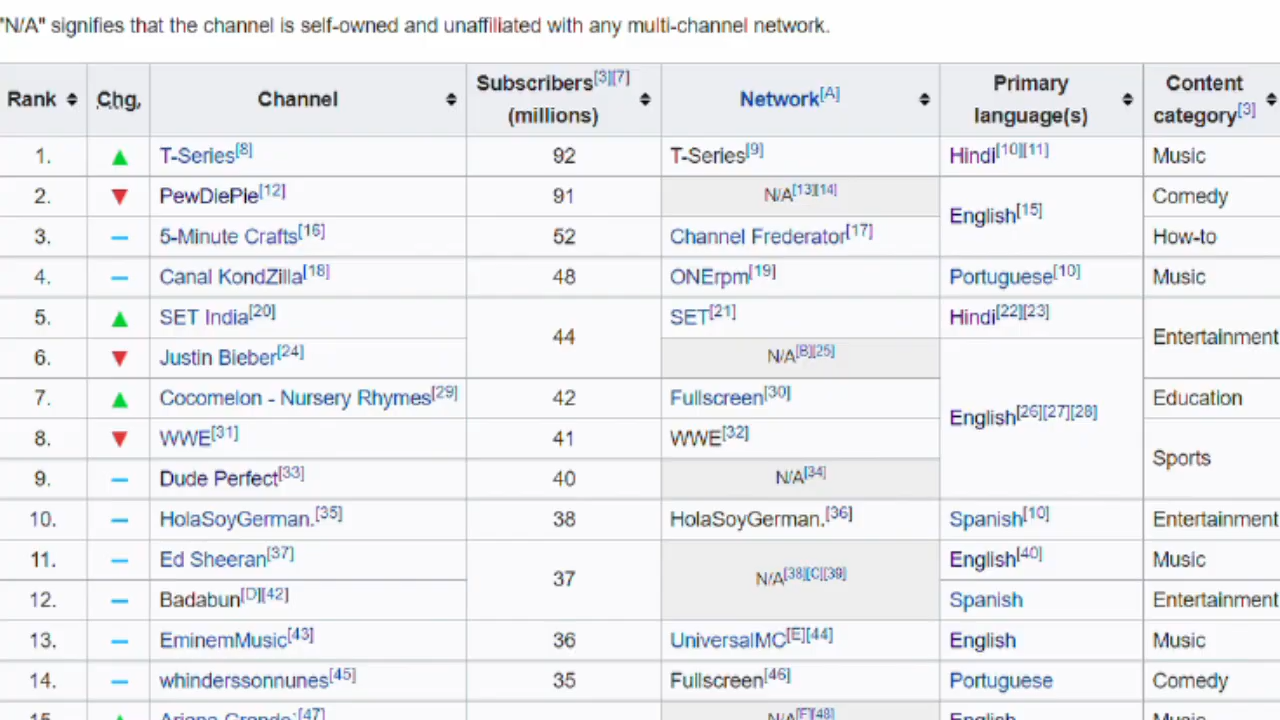 "N/A" signifies that the channel is self-owned and unaffiliated with any multi-channel network.
Rank Chg. Channel Subscribers[3][7] (millions) Network[A] Primary language(s) Content category[3]
1. T-Series[8] 92 T-Series[9] Hindi[10][11] Music
2. PewDiePie[12] 91 N/A[13][14] English[15] Comedy
3. 5-Minute Crafts[16] 52 Channel Frederator[17] How-to
4. Canal KondZilla[18] 48 ONErpm[19] Portuguese[10] Music
5. SET India[20] 44 SET[21] Hindi[22][23] Entertainment
6. Justin Bieber[24] N/A[B][25] English[26][27][28]
7. Cocomelon - Nursery Rhymes[29] 42 Fullscreen[30] Education
8. WWE[31] 41 WWE[32] Sports
9. Dude Perfect[33] 40 N/A[34]
10. HolaSoyGerman.[35] 38 HolaSoyGerman.[36] Spanish[10] Entertainment
11. Ed Sheeran[37] 37 N/A[38][C][39] English[40] Music
12. Badabun[D][42] Spanish Entertainment
13. EminemMusic[43] 36 UniversalMC[E][44] English Music
14. whinderssonnunes[45] 35 Fullscreen[46] Portuguese Comedy
15. Ariana Grande[47] N/A[F][48] English Music